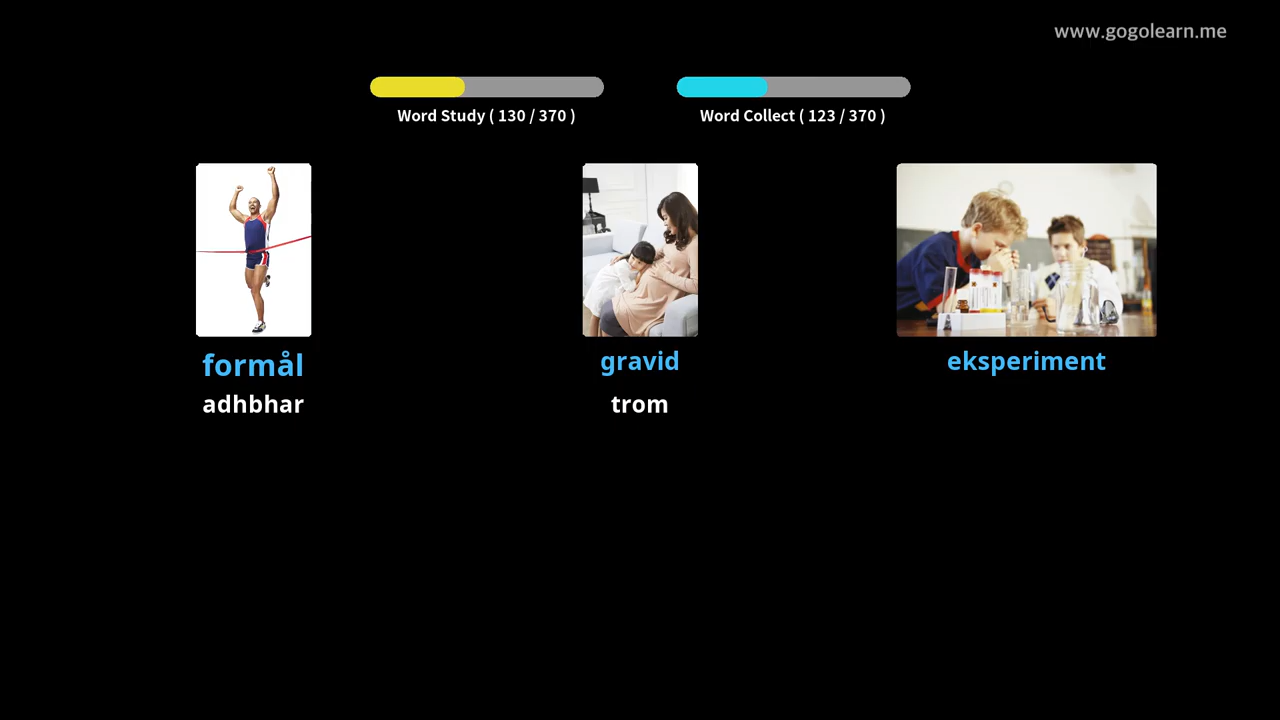 www.gogolearn.me
Word Study ( 130 / 370 )
Word Collect ( 123 / 370 )
formål
gravid
eksperiment
adhbhar
trom